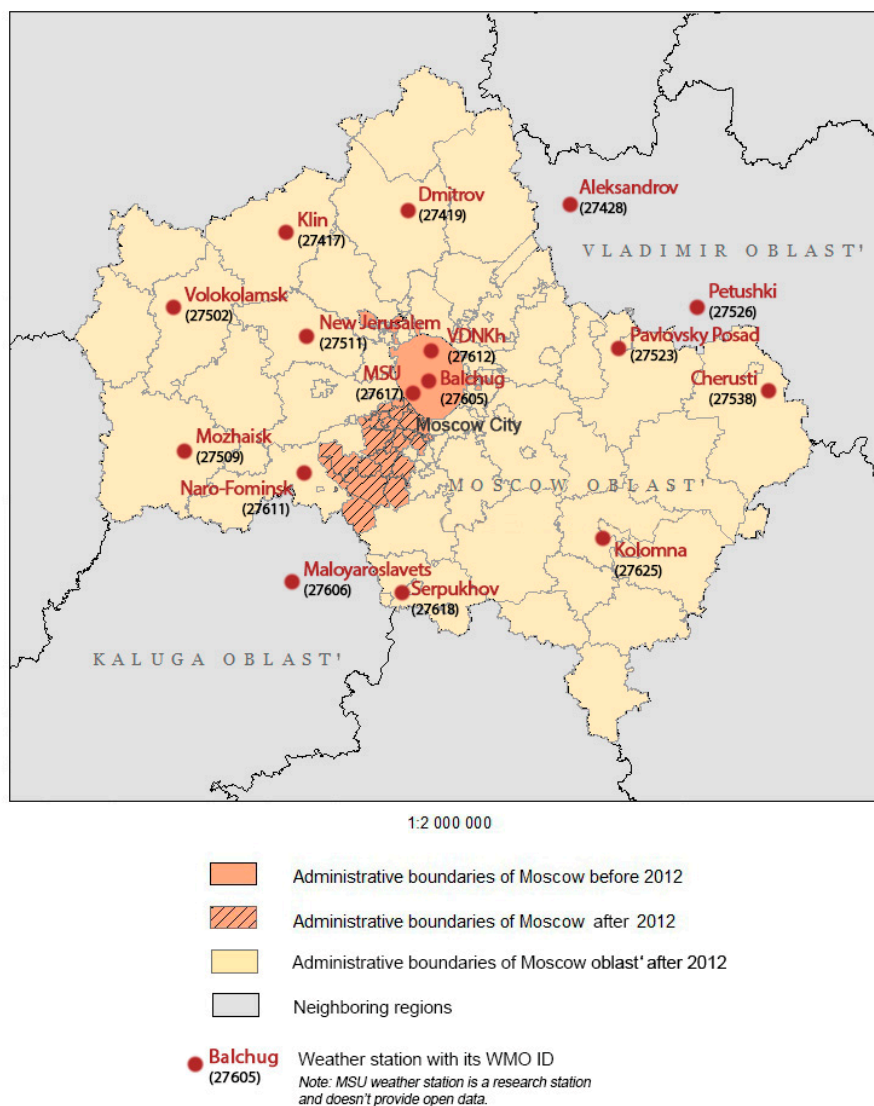 Dmitrov
(27419)
Aleksandrov
(27428)
Klin
(27417)
VLADIMIR OBLAST'
Volokolamsk
(27502)
Petushki
(27526)
New Jerusalem
(27511)
VDNKh
(27612)
Pavlovsky Posad
(27523)
MSU
(27617)
Balchug
(27605)
Cherusti
(27538)
Moscow City
Mozhaisk
(27509)
Naro-Fominsk
(27611)
MOSCOW OBLAST'
Kolomna
(27625)
Maloyaroslavets
(27606)
Serpukhov
(27618)
KALUGA OBLAST'
1:2 000 000
Administrative boundaries of Moscow before 2012
Administrative boundaries of Moscow after 2012
Administrative boundaries of Moscow oblast' after 2012
Neighboring regions
Balchug
(27605)
Weather station with its WMO ID
Note: MSU weather station is a research station
and doesn't provide open data.